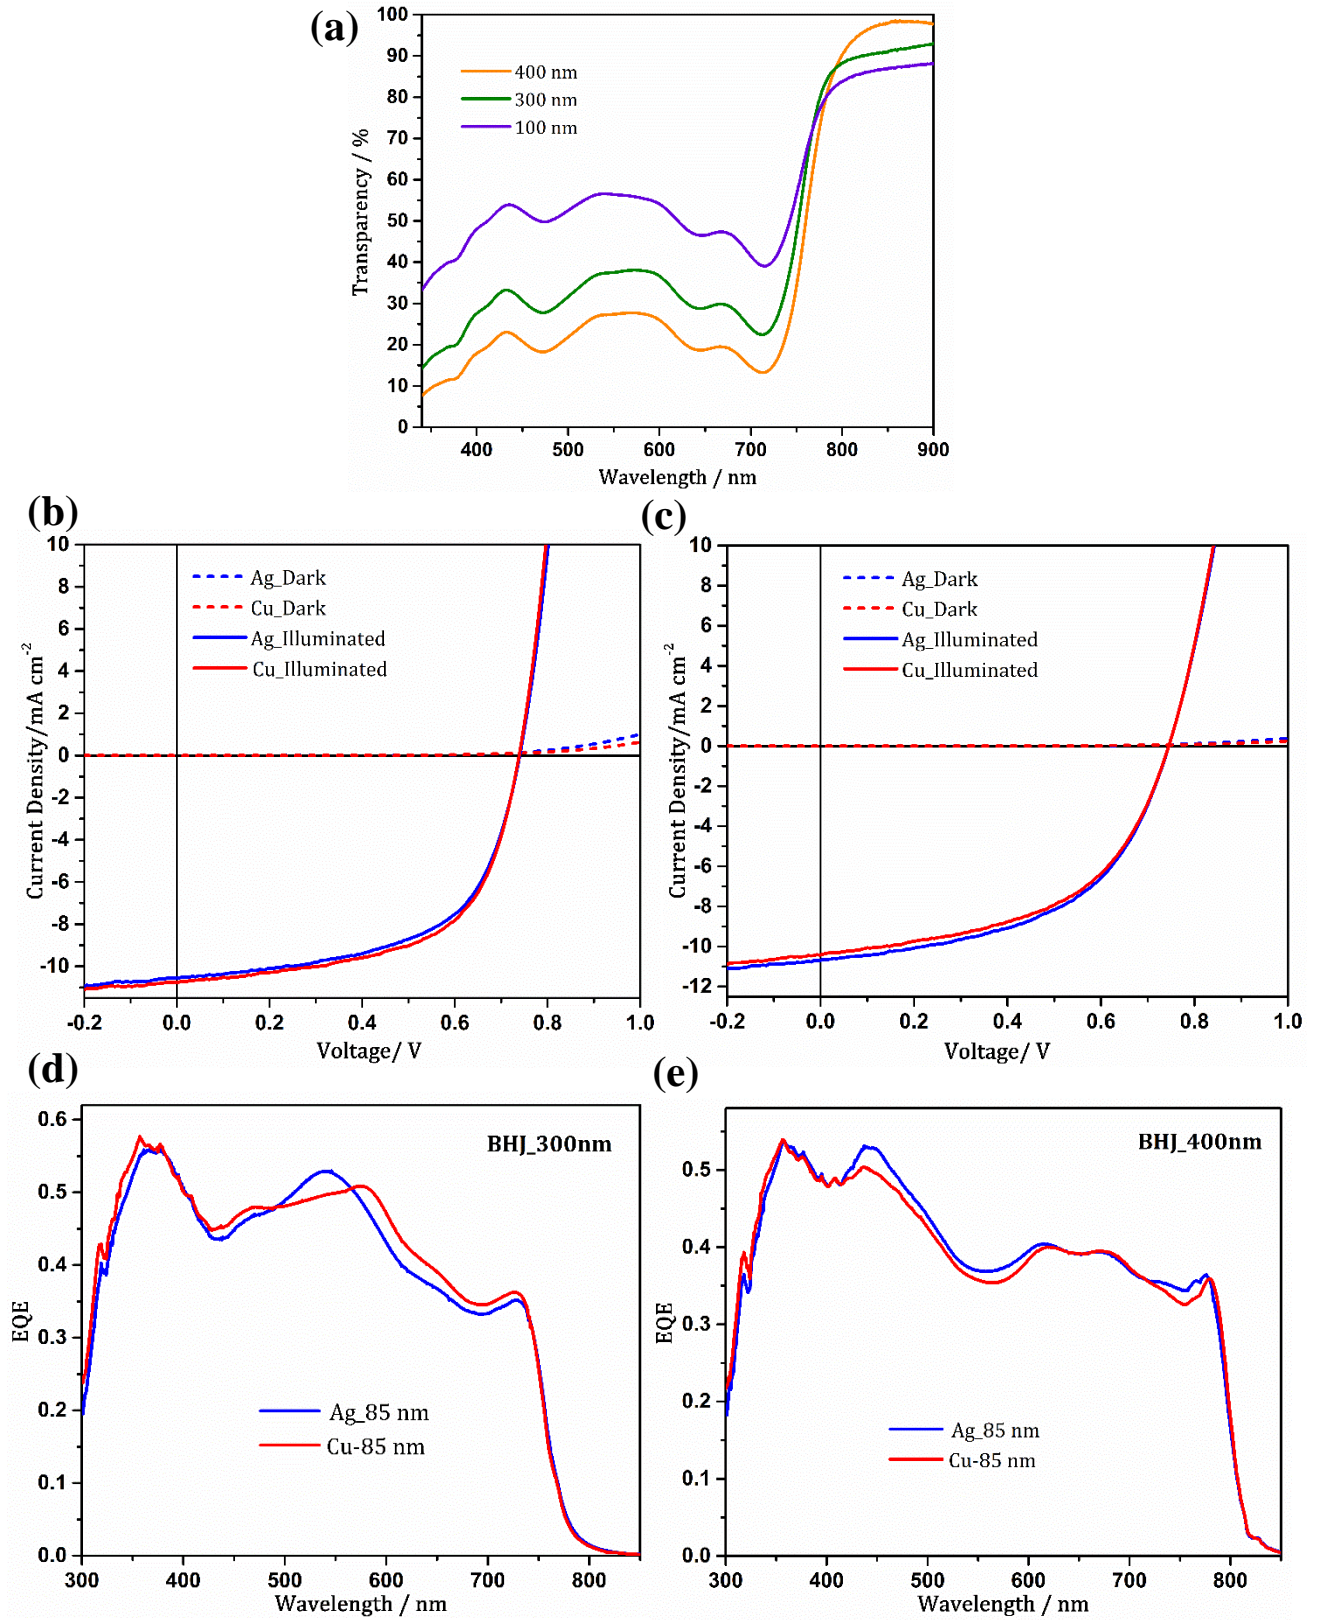 (a)
100
90
80
70
60
50
40
30
20
10
0
Transparency / %
400 nm
300 nm
100 nm
400 500 600 700 800 900
Wavelength / nm
(b)
10
8
6
4
2
0
-2
-4
-6
-8
-10
Current Density/mA cm-2
Ag_Dark
Cu_Dark
Ag_Illuminated
Cu_Illuminated
-0.2 0.0 0.2 0.4 0.6 0.8 1.0
Voltage/ V
(c)
10
8
6
4
2
0
-2
-4
-6
-8
-10
-12
Current Density/mA cm-2
Ag_Dark
Cu_Dark
Ag_Illuminated
Cu_Illuminated
-0.2 0.0 0.2 0.4 0.6 0.8 1.0
Voltage/ V
(d)
0.6
0.5
0.4
0.3
0.2
0.1
0.0
EQE
BHJ_300nm
Ag_85 nm
Cu-85 nm
300 400 500 600 700 800
Wavelength / nm
(e)
0.5
0.4
0.3
0.2
0.1
0.0
EQE
BHJ_400nm
Ag_85 nm
Cu-85 nm
300 400 500 600 700 800
Wavelength / nm